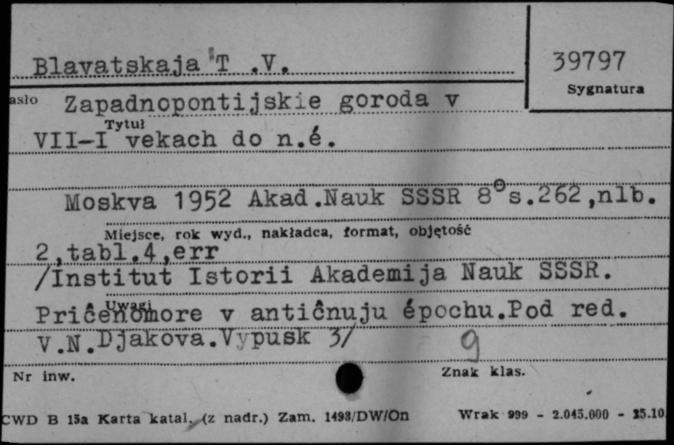 Blavatskaja T.V.
39797
Sygnatura
asło Zapadnopontijskie goroda v
Tytuł
VII-I vekach do n.é.
Moskva 1952 Akad.Nauk SSSR 8° s.262,nlb.
Miejsce, rok wyd., nakładca, format, objętość
2,tabl.4,err
/Institut Istorii Akademija Nauk SSSR.
Uwagi
Pričenomore v antičnuju épochu.Pod red.
V.N.Djakova.Vypusk 3/
9
Nr inw.
Znak klas.
CWD B 15a Karta katal. (z nadr.) Zam. 1498/DW/On
Wrak 999 - 2.045.000 - 25.10